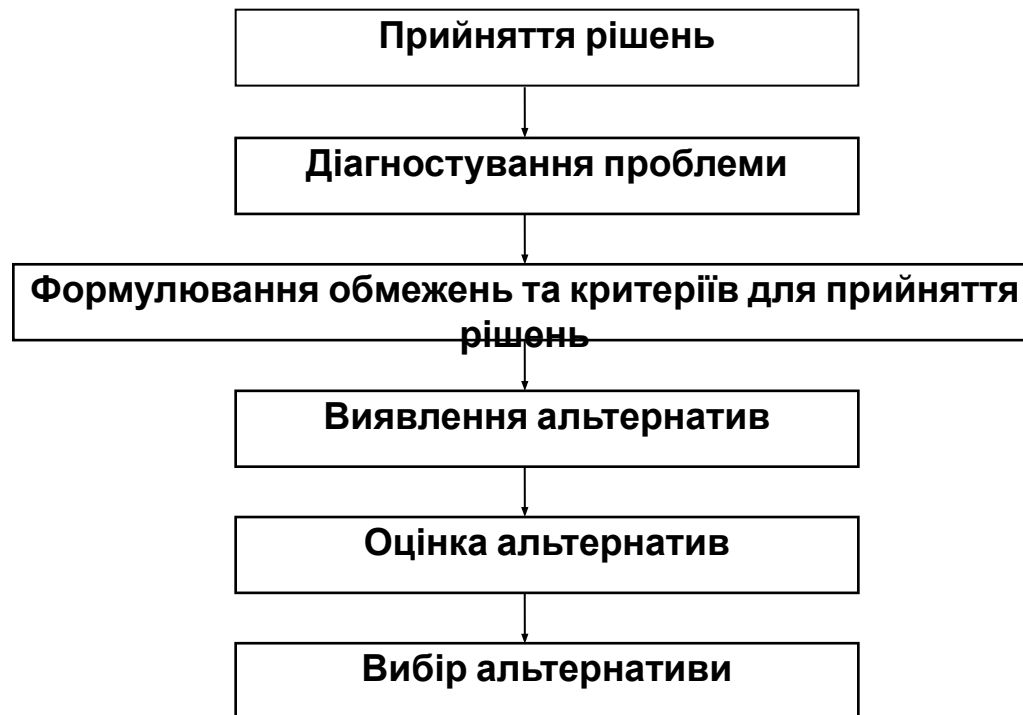 Прийняття рішень
Діагностування проблеми
Формулювання обмежень та критеріїв для прийняття
рішень
Виявлення альтернатив
Оцінка альтернатив
Вибір альтернативи